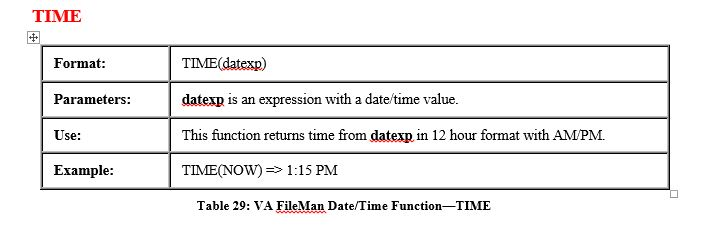 TIME
Format: TIME(datexp)
Parameters: datexp is an expression with a date/time value.
Use: This function returns time from datexp in 12 hour format with AM/PM.
Example: TIME(NOW) => 1:15 PM
Table 29: VA FileMan Date/Time Function—TIME